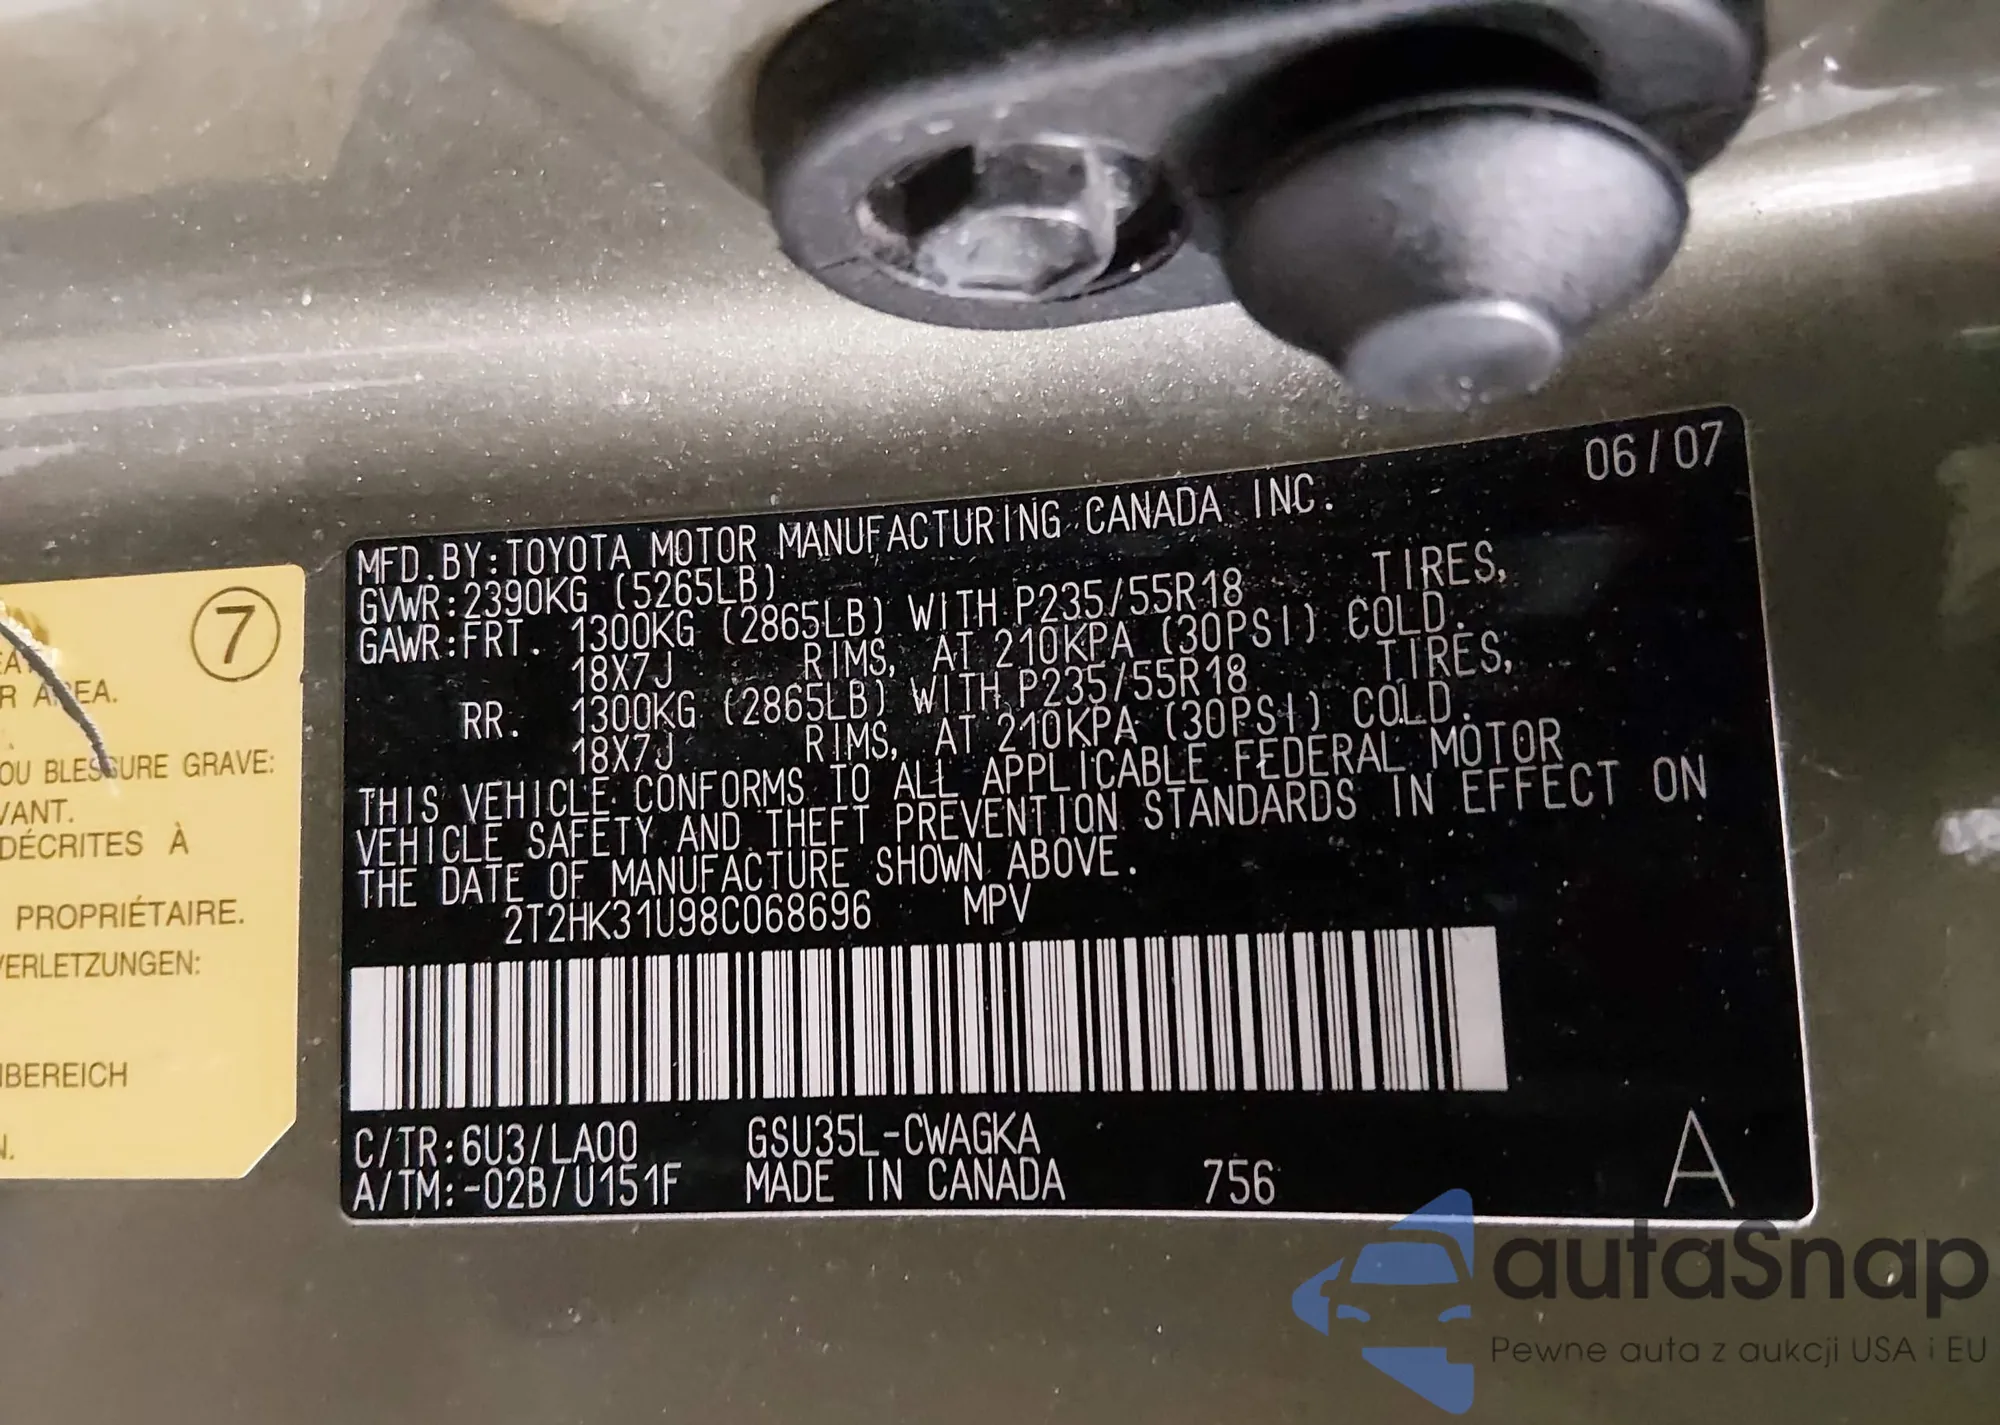 06/07
MFD.BY:TOYOTA MOTOR MANUFACTURING CANADA INC.
GVWR:2390KG (5265LB)
GAWR:FRT. 1300KG (2865LB) WITH P235/55R18 TIRES,
18X7J RIMS, AT 210KPA (30PSI) COLD.
RR. 1300KG (2865LB) WITH P235/55R18 TIRES,
18X7J RIMS, AT 210KPA (30PSI) COLD.
THIS VEHICLE CONFORMS TO ALL APPLICABLE FEDERAL MOTOR
VEHICLE SAFETY AND THEFT PREVENTION STANDARDS IN EFFECT ON
THE DATE OF MANUFACTURE SHOWN ABOVE.
2T2HK31U98C068696 MPV
C/TR:6U3/LA00 GSU35L-CWAGKA
A/TM:-02B/U151F MADE IN CANADA 756 A
7
R AREA.
OU BLESSURE GRAVE:
VANT.
DÉCRITES À
PROPRIÉTAIRE.
VERLETZUNGEN:
BEREICH
N.
autaSnap
Pewne auta z aukcji USA i EU